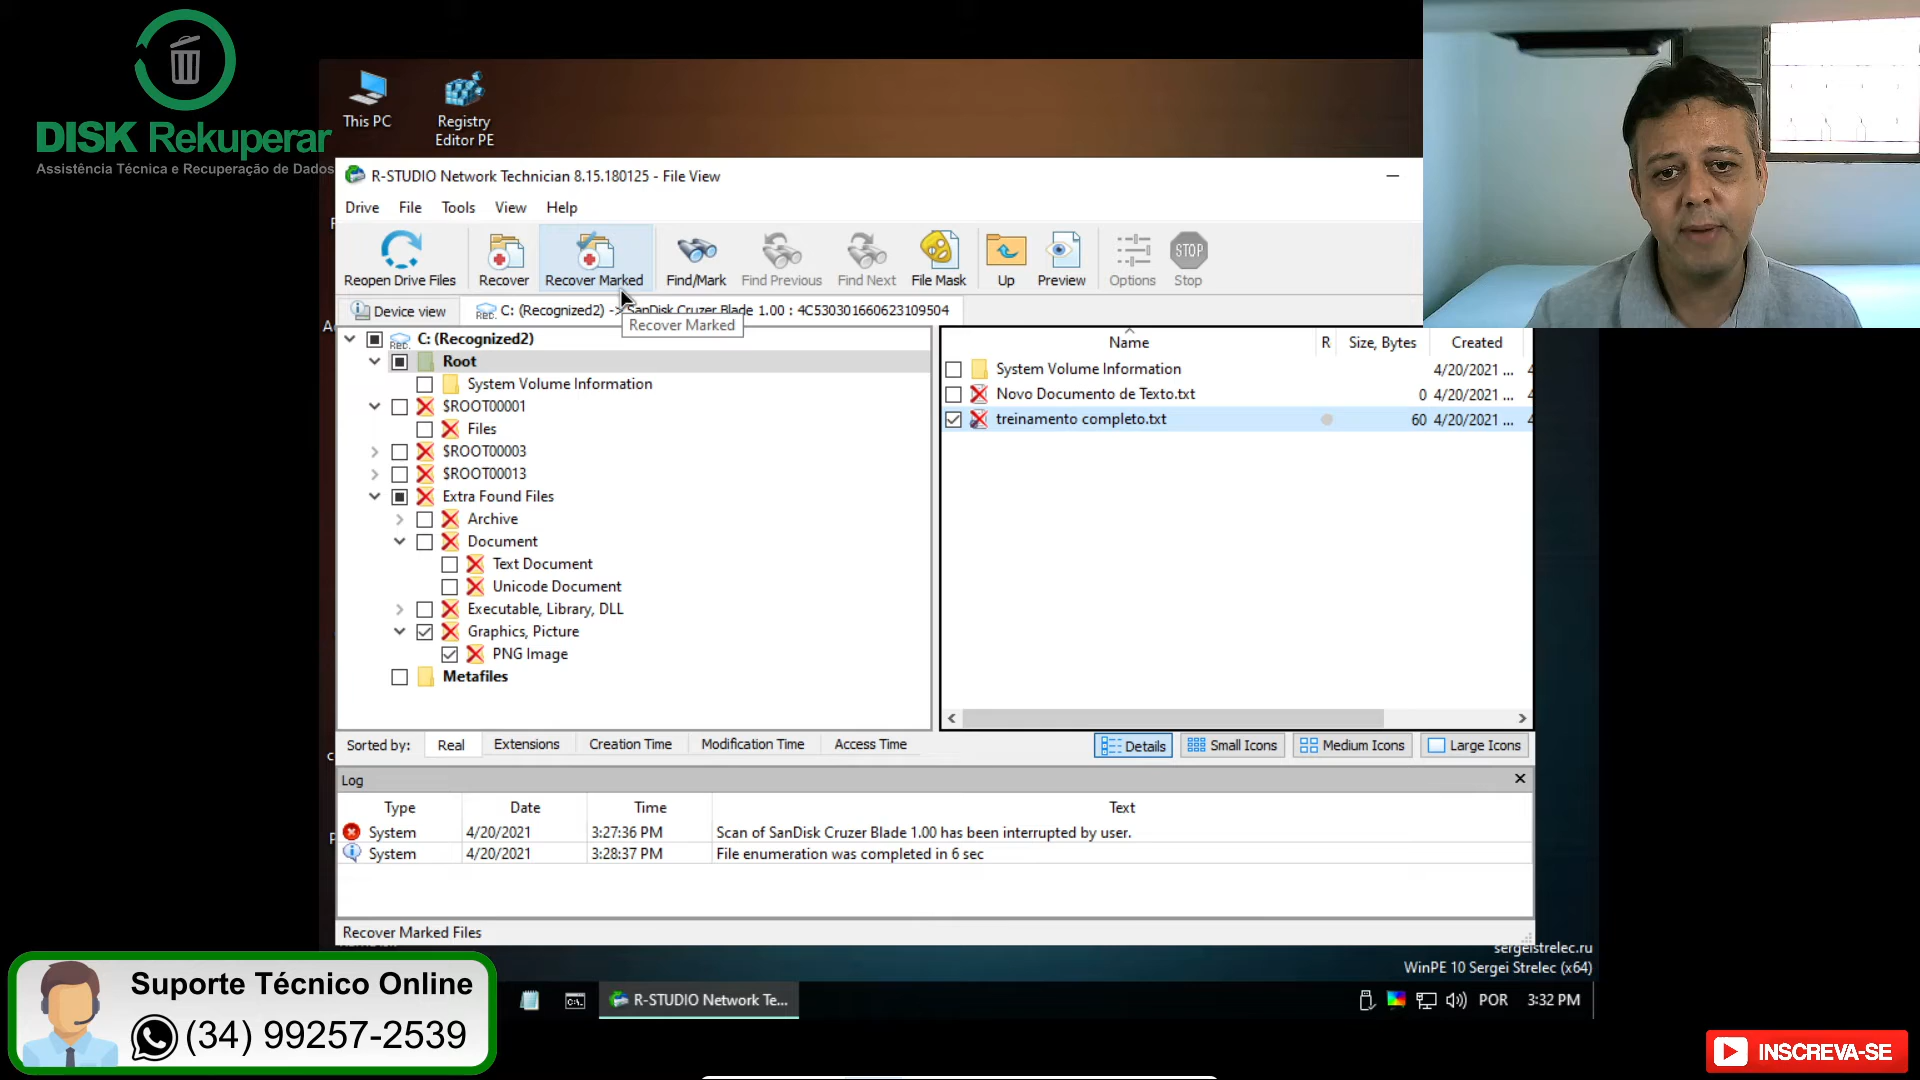 DISK Rekuperar
Assistência Técnica e Recuperação de Dados
This PC
Registry
Editor PE
R-STUDIO Network Technician 8.15.180125 - File View
Drive File Tools View Help
Reopen Drive Files Recover Recover Marked Find/Mark Find Previous Find Next File Mask Up Preview Options STOP Stop
Device view C: (Recognized2) -> SanDisk Cruzer Blade 1.00 : 4C530301660623109504
Recover Marked
REC. C: (Recognized2)
Root
System Volume Information
$ROOT00001
Files
$ROOT00003
$ROOT00013
Extra Found Files
Archive
Document
Text Document
Unicode Document
Executable, Library, DLL
Graphics, Picture
PNG Image
Metafiles
Name R Size, Bytes Created
System Volume Information 4/20/2021 ...
Novo Documento de Texto.txt 0 4/20/2021 ...
treinamento completo.txt 60 4/20/2021 ...
Sorted by: Real Extensions Creation Time Modification Time Access Time
Details Small Icons Medium Icons Large Icons
Log
Type Date Time Text
System 4/20/2021 3:27:36 PM Scan of SanDisk Cruzer Blade 1.00 has been interrupted by user.
System 4/20/2021 3:28:37 PM File enumeration was completed in 6 sec
Recover Marked Files
sergeistrelec.ru
WinPE 10 Sergei Strelec (x64)
R-STUDIO Network Te...
POR 3:32 PM
Suporte Técnico Online
(34) 99257-2539
INSCREVA-SE